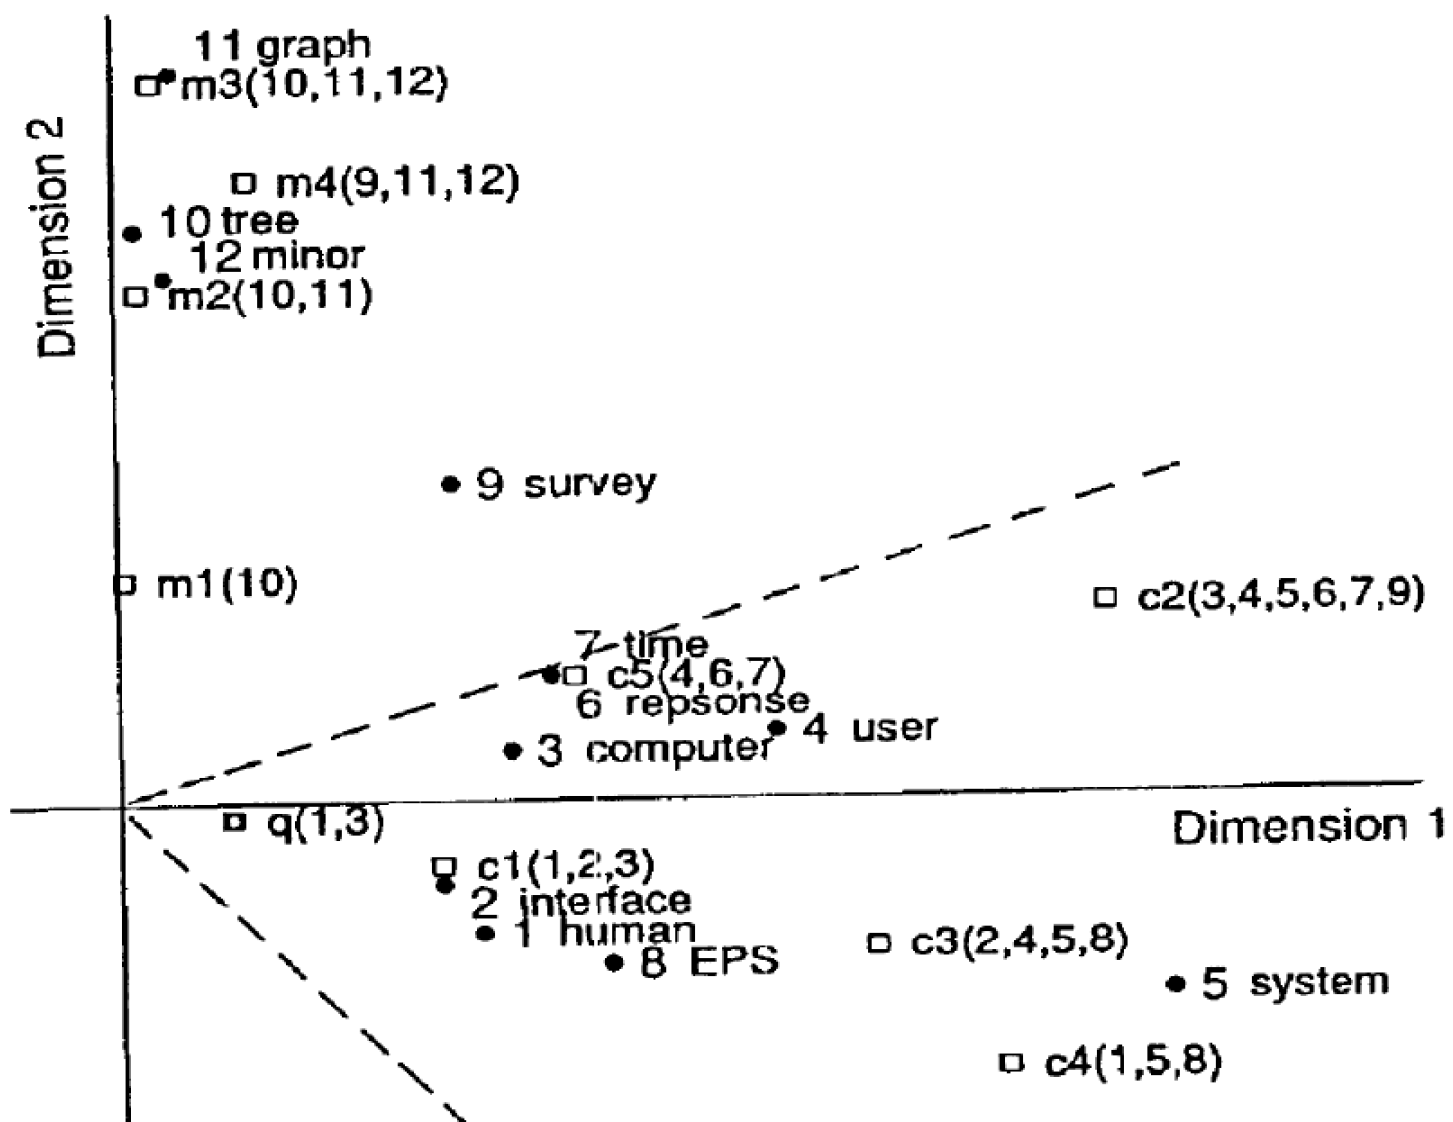 11 graph
m3(10,11,12)
m4(9,11,12)
10 tree
12 minor
m2(10,11)
Dimension 2
9 survey
m1(10)
c2(3,4,5,6,7,9)
7 time
c5(4,6,7)
6 repsonse
4 user
3 computer
q(1,3)
Dimension 1
c1(1,2,3)
2 interface
1 human
8 EPS
c3(2,4,5,8)
5 system
c4(1,5,8)